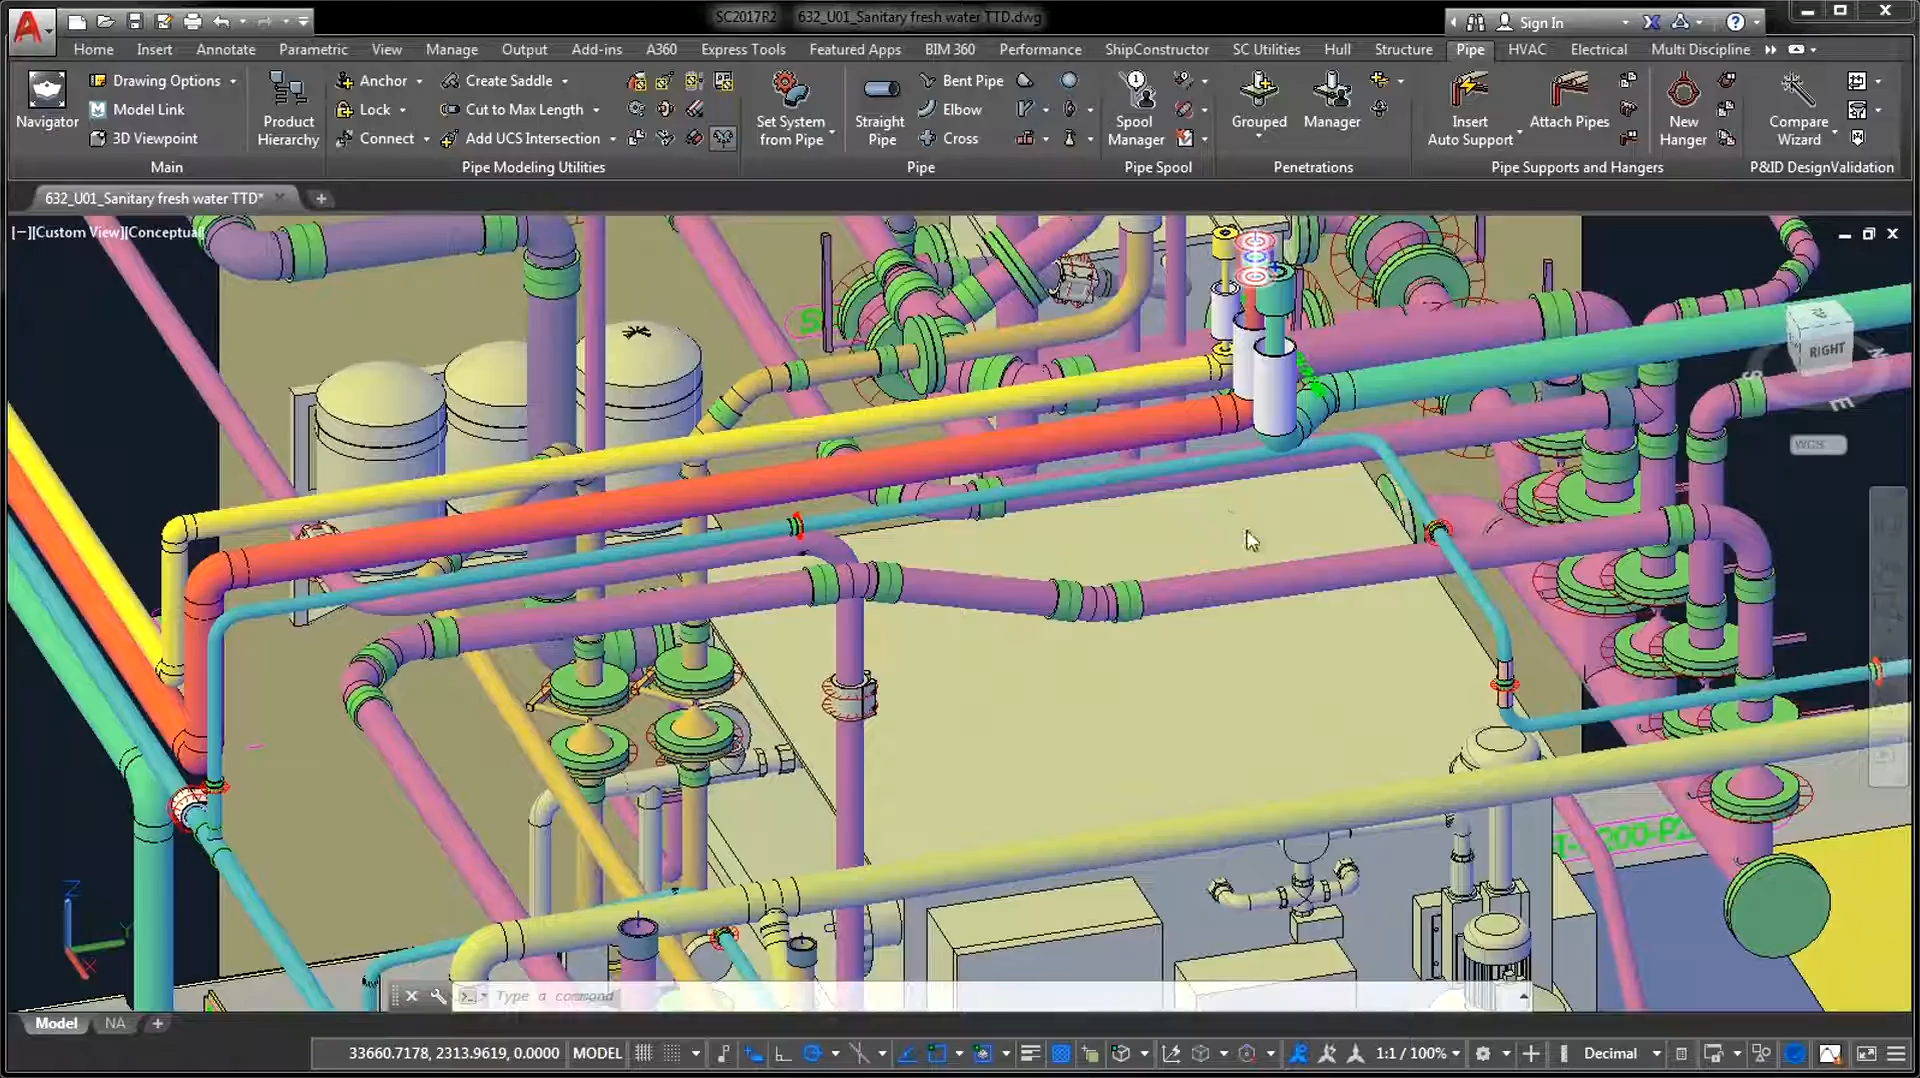 SC2017R2 632_U01_Sanitary fresh water TTD.dwg
Sign In
Home Insert Annotate Parametric View Manage Output Add-ins A360 Express Tools Featured Apps BIM 360 Performance ShipConstructor SC Utilities Hull Structure Pipe HVAC Electrical Multi Discipline
Navigator
Drawing Options
Model Link
3D Viewpoint
Main
Product
Hierarchy
Anchor
Lock
Connect
Create Saddle
Cut to Max Length
Add UCS Intersection
Pipe Modeling Utilities
Set System
from Pipe
Straight
Pipe
Bent Pipe
Elbow
Cross
Pipe
Spool
Manager
Pipe Spool
Grouped
Manager
Penetrations
Insert
Auto Support
Attach Pipes
New
Hanger
Pipe Supports and Hangers
Compare
Wizard
P&ID DesignValidation
632_U01_Sanitary fresh water TTD*
[−][Custom View][Conceptual]
RIGHT
S
E
N
WCS
S
200-P2
Z
Y
X
Type a command
Model NA
33660.7178, 2313.9619, 0.0000 MODEL 1:1 / 100% Decimal